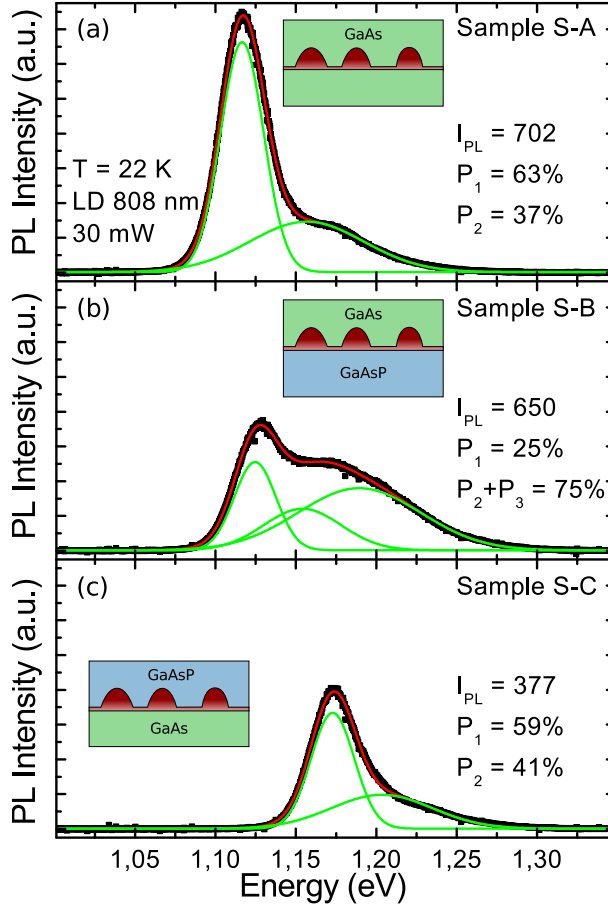 (a)
GaAs
Sample S-A
PL Intensity (a.u.)
T = 22 K
LD 808 nm
30 mW
I_PL = 702
P_1 = 63%
P_2 = 37%
(b)
GaAs
GaAsP
Sample S-B
PL Intensity (a.u.)
I_PL = 650
P_1 = 25%
P_2+P_3 = 75%
(c)
GaAsP
GaAs
Sample S-C
PL Intensity (a.u.)
I_PL = 377
P_1 = 59%
P_2 = 41%
1,05 1,10 1,15 1,20 1,25 1,30
Energy (eV)